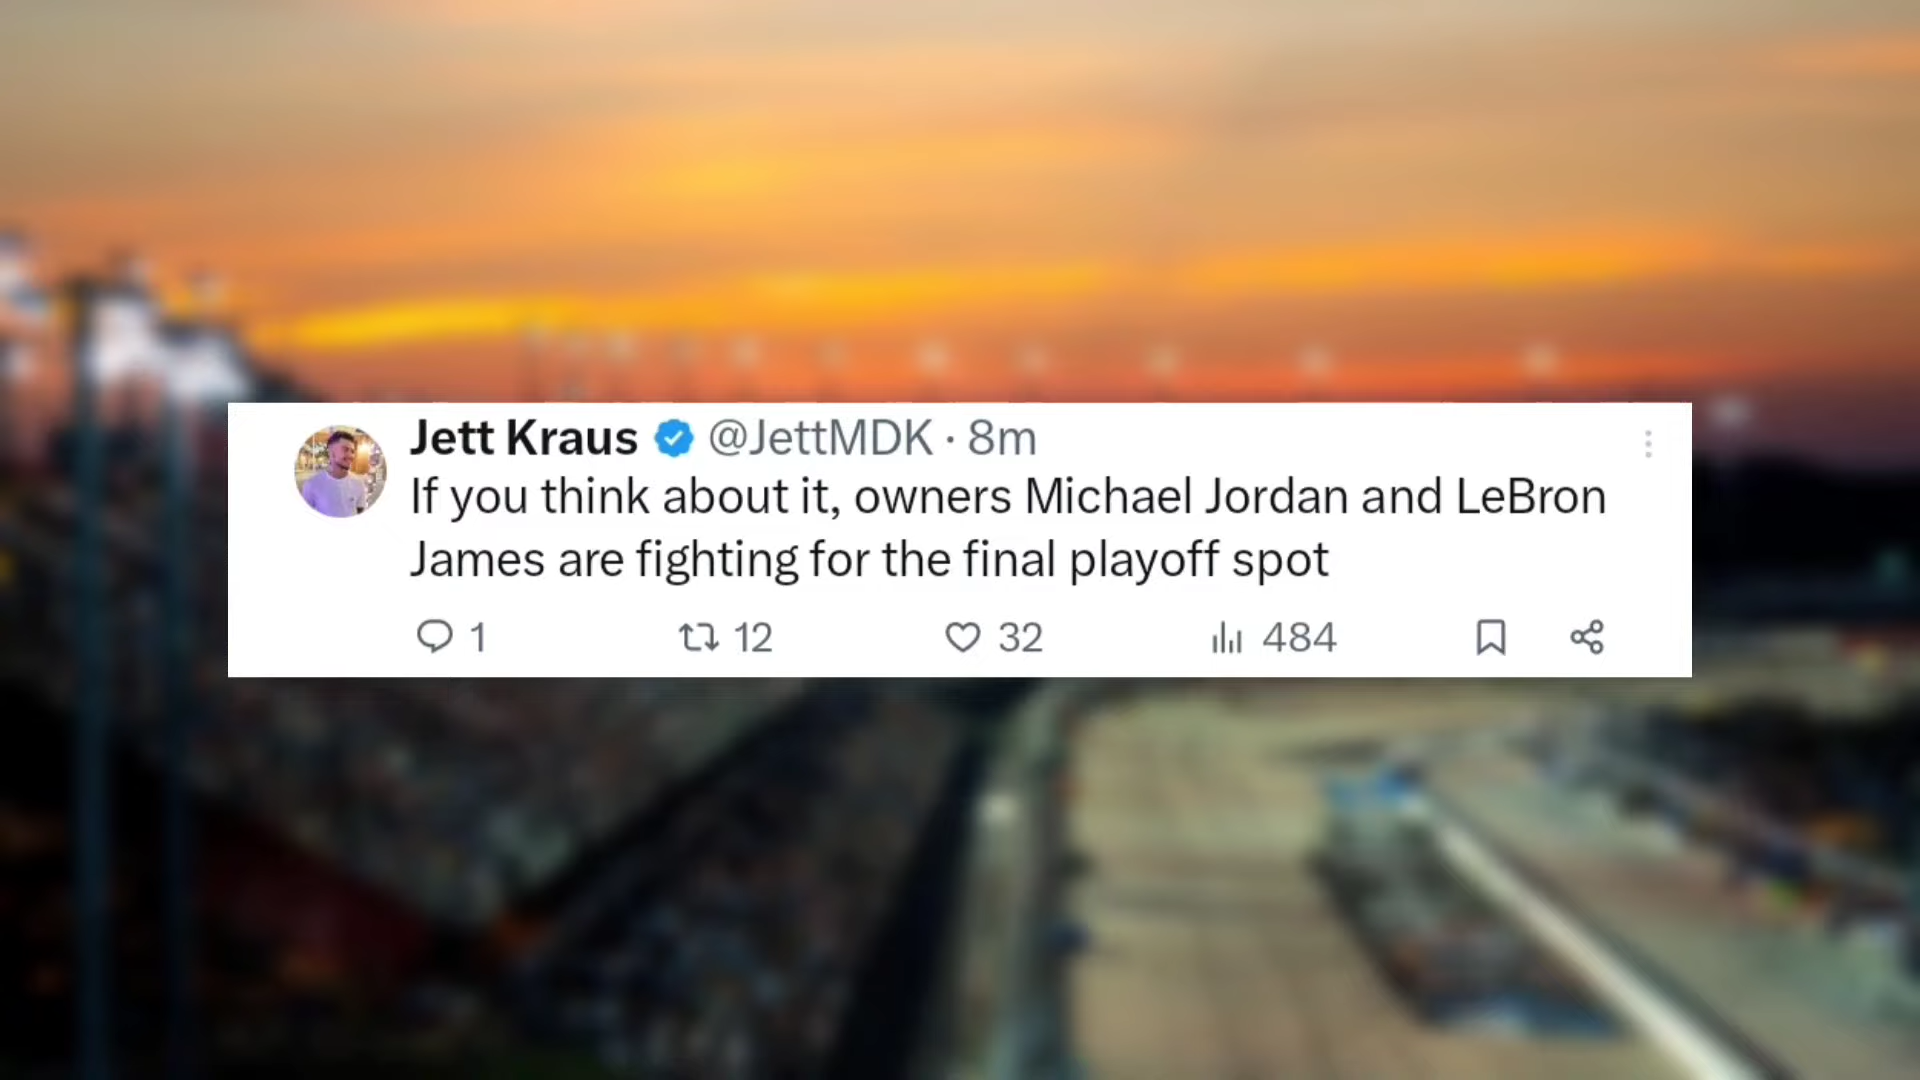 Jett Kraus @JettMDK · 8m
If you think about it, owners Michael Jordan and LeBron
James are fighting for the final playoff spot
1 12 32 484